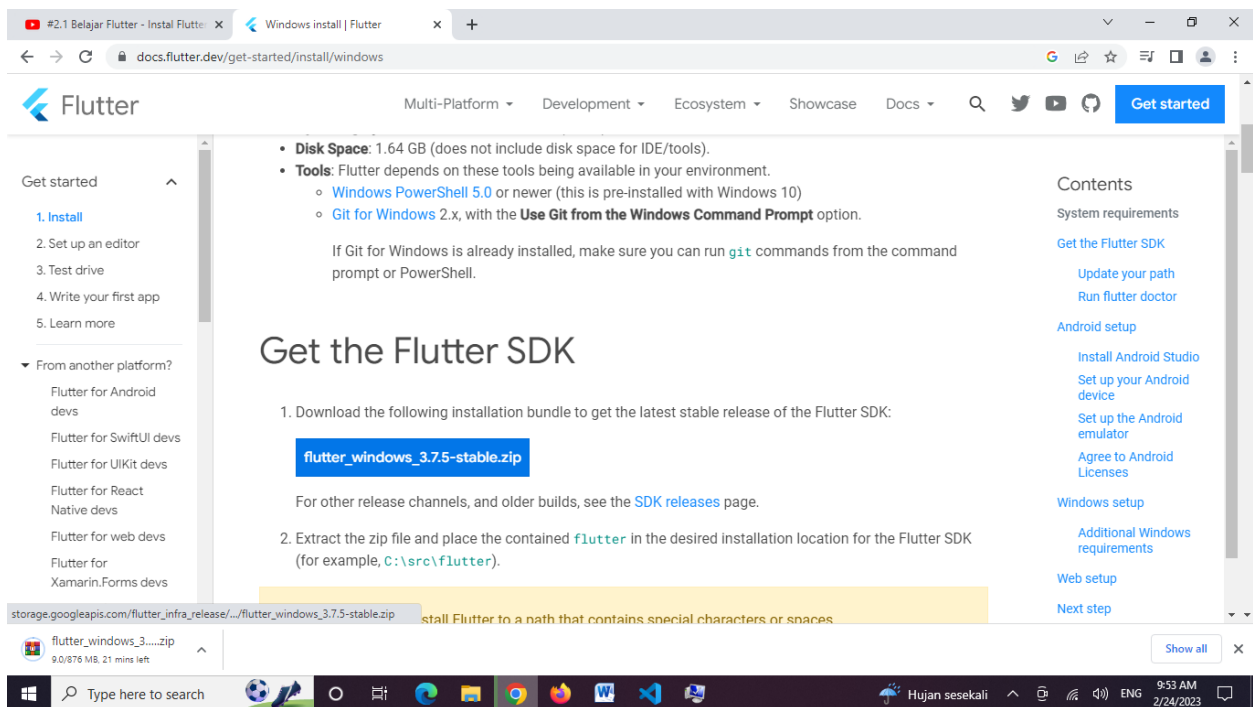 #2.1 Belajar Flutter - Instal Flutte
Windows install | Flutter
docs.flutter.dev/get-started/install/windows
Flutter
Multi-Platform
Development
Ecosystem
Showcase
Docs
Get started
Get started
1. Install
2. Set up an editor
3. Test drive
4. Write your first app
5. Learn more
From another platform?
Flutter for Android
devs
Flutter for SwiftUI devs
Flutter for UIKit devs
Flutter for React
Native devs
Flutter for web devs
Flutter for
Xamarin.Forms devs
• Disk Space: 1.64 GB (does not include disk space for IDE/tools).
• Tools: Flutter depends on these tools being available in your environment.
Windows PowerShell 5.0 or newer (this is pre-installed with Windows 10)
Git for Windows 2.x, with the Use Git from the Windows Command Prompt option.
If Git for Windows is already installed, make sure you can run git commands from the command
prompt or PowerShell.
Get the Flutter SDK
1. Download the following installation bundle to get the latest stable release of the Flutter SDK:
flutter_windows_3.7.5-stable.zip
For other release channels, and older builds, see the SDK releases page.
2. Extract the zip file and place the contained flutter in the desired installation location for the Flutter SDK
(for example, C:\src\flutter).
stall Flutter to a path that contains special characters or spaces
Contents
System requirements
Get the Flutter SDK
Update your path
Run flutter doctor
Android setup
Install Android Studio
Set up your Android
device
Set up the Android
emulator
Agree to Android
Licenses
Windows setup
Additional Windows
requirements
Web setup
Next step
storage.googleapis.com/flutter_infra_release/.../flutter_windows_3.7.5-stable.zip
flutter_windows_3.....zip
9.0/876 MB, 21 mins left
Show all
Type here to search
Hujan sesekali
ENG
9:53 AM
2/24/2023